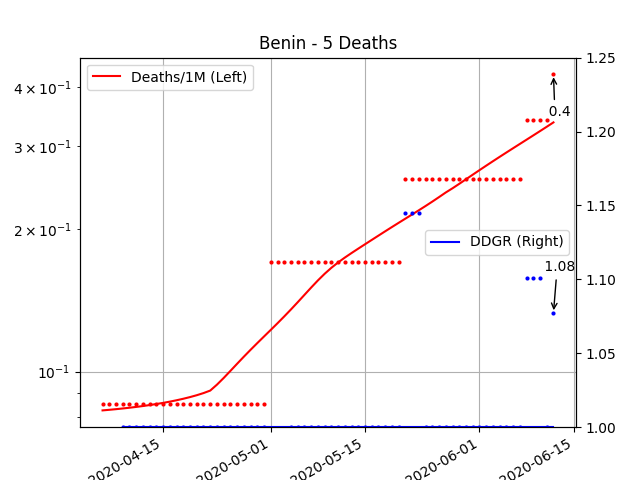 Benin - 5 Deaths
Deaths/1M (Left)
DDGR (Right)
0.4
1.08
4 × 10⁻¹
3 × 10⁻¹
2 × 10⁻¹
10⁻¹
1.25
1.20
1.15
1.10
1.05
1.00
2020-04-15
2020-05-01
2020-05-15
2020-06-01
2020-06-15